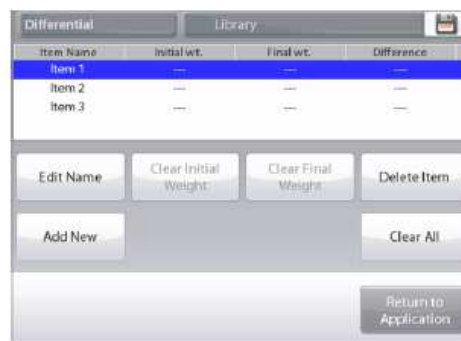 Differential Library
Item Name Initial wt. Final wt. Difference
Item 1 --- --- ---
Item 2 --- --- ---
Item 3 --- --- ---
Edit Name Clear Initial Weight Clear Final Weight Delete Item
Add New Clear All
Return to
Application